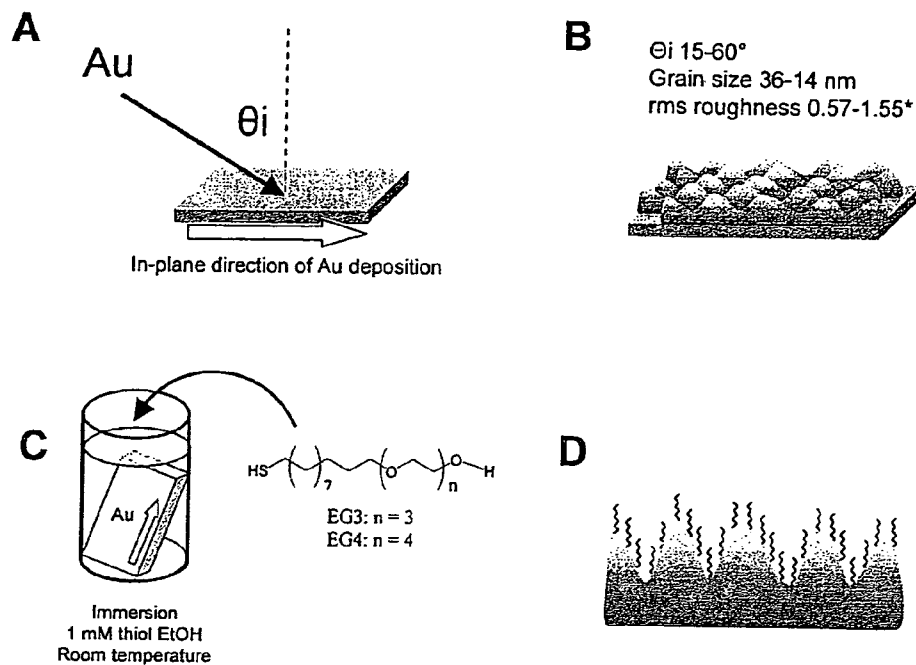 A
Au
θi
In-plane direction of Au deposition
B
Θi 15-60°
Grain size 36-14 nm
rms roughness 0.57-1.55*
C
Au
HS
7
O
n
O
H
EG3: n = 3
EG4: n = 4
Immersion
1 mM thiol EtOH
Room temperature
D